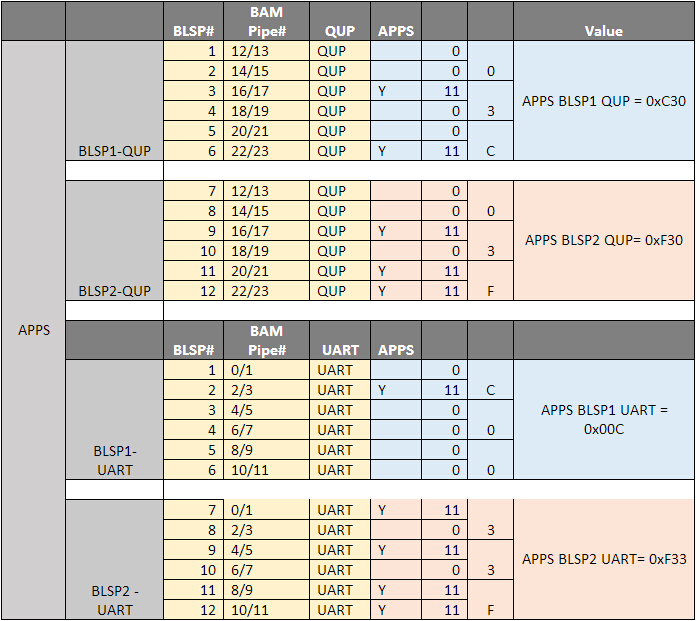 BLSP# BAM Pipe# QUP APPS Value
1 12/13 QUP 0
2 14/15 QUP 0 0
3 16/17 QUP Y 11
4 18/19 QUP 0 3
5 20/21 QUP 0
BLSP1-QUP 6 22/23 QUP Y 11 C
APPS BLSP1 QUP = 0xC30
7 12/13 QUP 0
8 14/15 QUP 0 0
9 16/17 QUP Y 11
10 18/19 QUP 0 3
11 20/21 QUP Y 11
BLSP2-QUP 12 22/23 QUP Y 11 F
APPS BLSP2 QUP= 0xF30
APPS
BLSP# BAM Pipe# UART APPS
1 0/1 UART 0
2 2/3 UART Y 11 C
3 4/5 UART 0
4 6/7 UART 0 0
5 8/9 UART 0
BLSP1-UART 6 10/11 UART 0 0
APPS BLSP1 UART =
0x00C
7 0/1 UART Y 11
8 2/3 UART 0 3
9 4/5 UART Y 11
10 6/7 UART 0 3
11 8/9 UART Y 11
BLSP2 - UART 12 10/11 UART Y 11 F
APPS BLSP2 UART= 0xF33